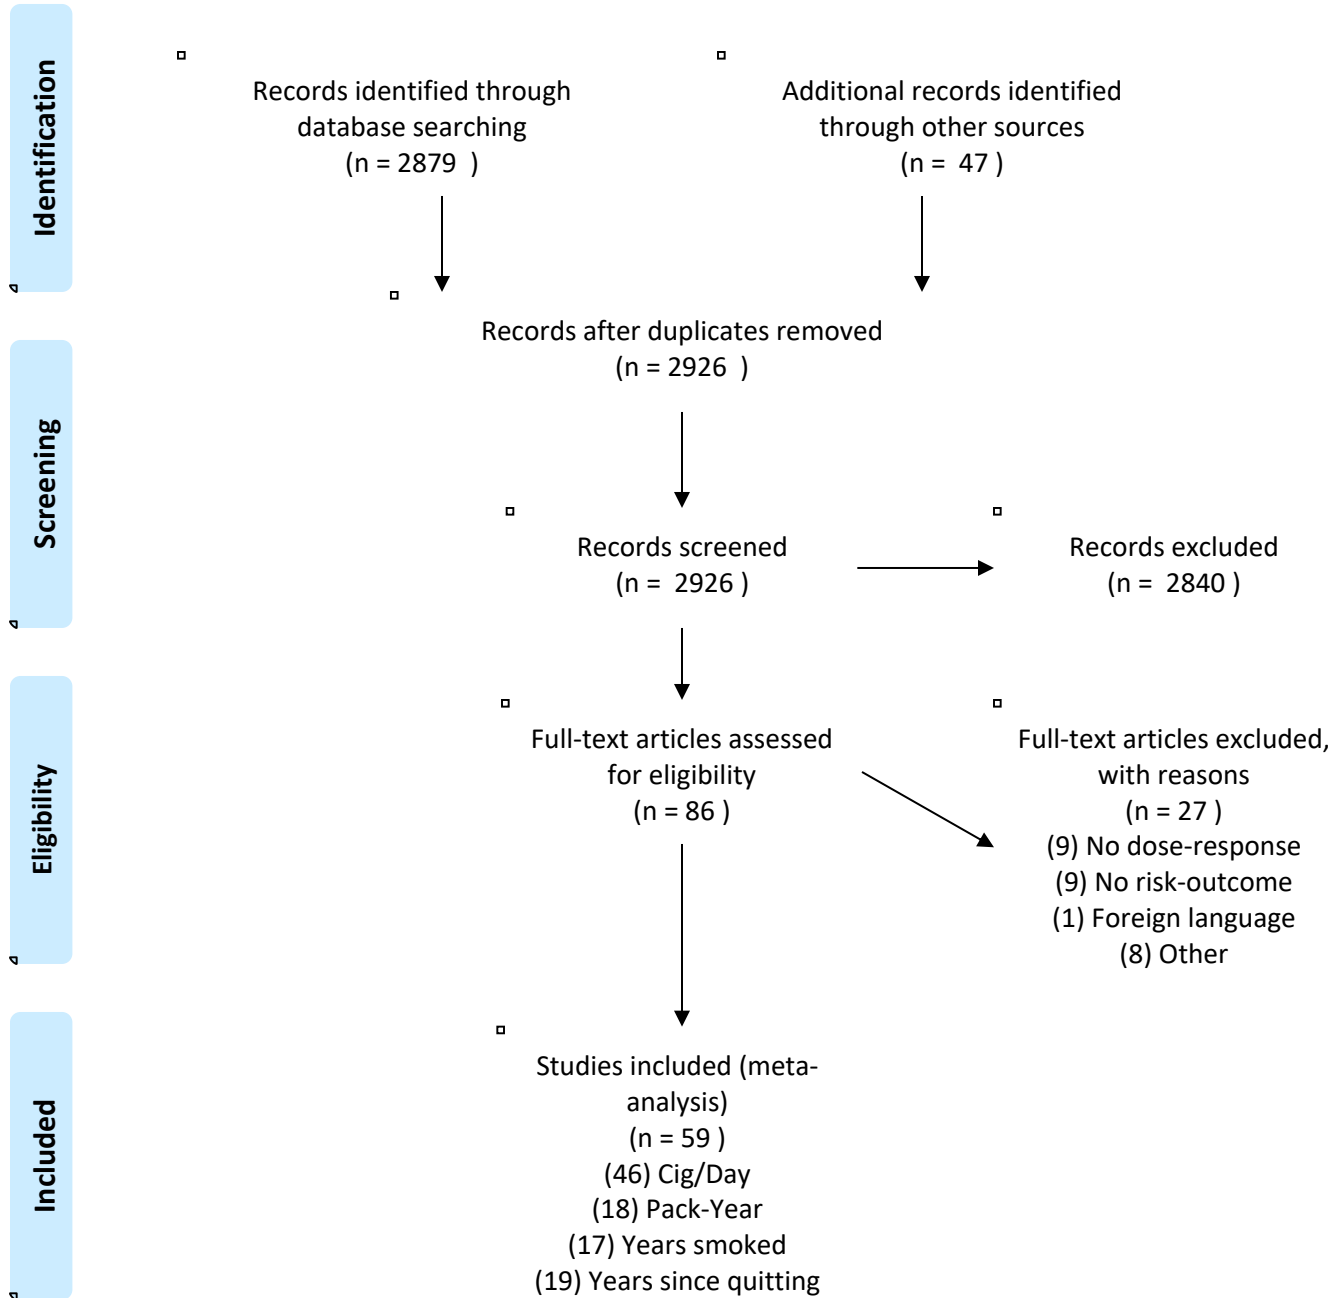 Identification
Records identified through
database searching
(n = 2879 )
Additional records identified
through other sources
(n = 47 )
Records after duplicates removed
(n = 2926 )
Screening
Records screened
(n = 2926 )
Records excluded
(n = 2840 )
Eligibility
Full-text articles assessed
for eligibility
(n = 86 )
Full-text articles excluded,
with reasons
(n = 27 )
(9) No dose-response
(9) No risk-outcome
(1) Foreign language
(8) Other
Included
Studies included (meta-
analysis)
(n = 59 )
(46) Cig/Day
(18) Pack-Year
(17) Years smoked
(19) Years since quitting